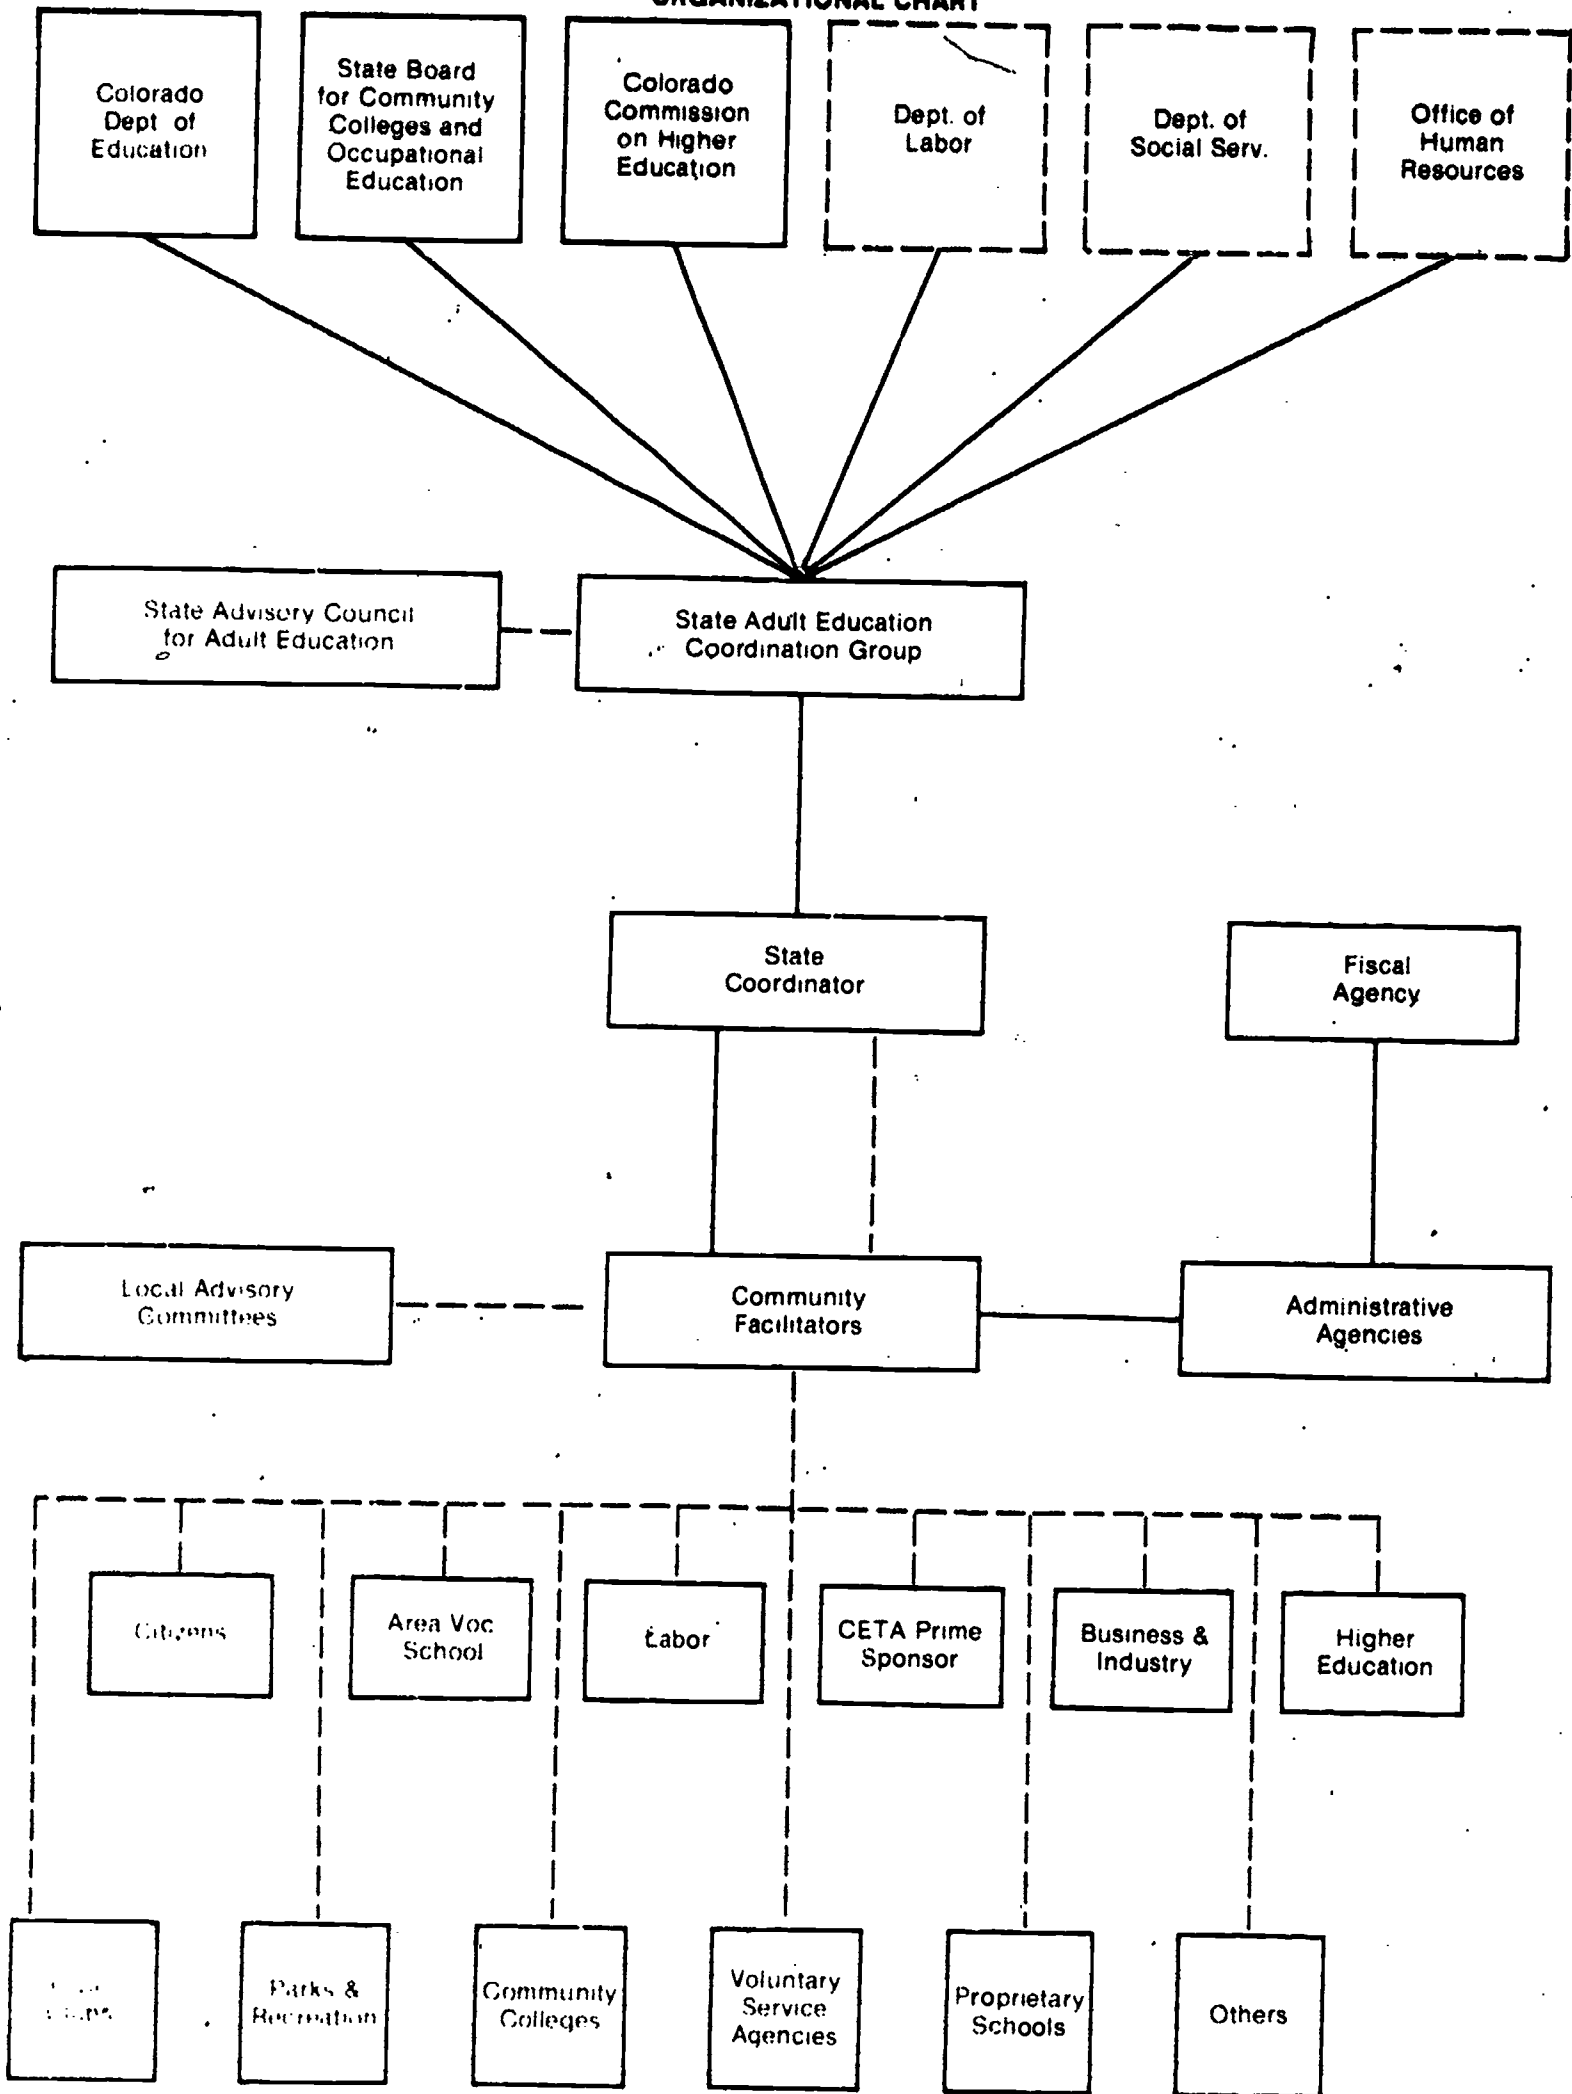 ORGANIZATIONAL CHART
Colorado
Dept of
Education
State Board
for Community
Colleges and
Occupational
Education
Colorado
Commission
on Higher
Education
Dept. of
Labor
Dept. of
Social Serv.
Office of
Human
Resources
State Advisory Council
for Adult Education
State Adult Education
Coordination Group
State
Coordinator
Fiscal
Agency
Local Advisory
Committees
Community
Facilitators
Administrative
Agencies
Citizens
Area Voc
School
Labor
CETA Prime
Sponsor
Business &
Industry
Higher
Education
Parks &
Recreation
Community
Colleges
Voluntary
Service
Agencies
Proprietary
Schools
Others